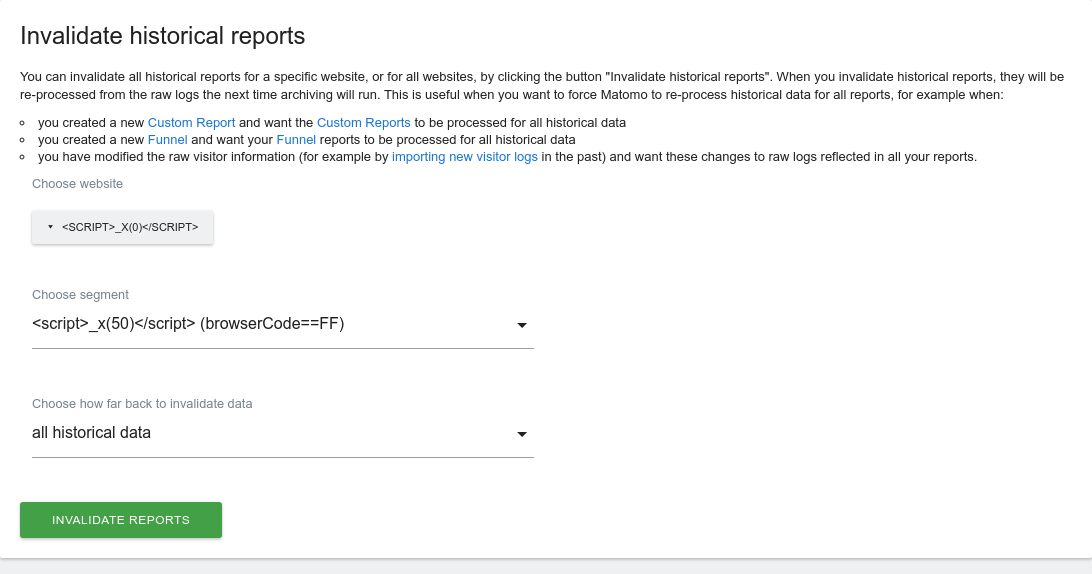 Invalidate historical reports
You can invalidate all historical reports for a specific website, or for all websites, by clicking the button "Invalidate historical reports". When you invalidate historical reports, they will be
re-processed from the raw logs the next time archiving will run. This is useful when you want to force Matomo to re-process historical data for all reports, for example when:
you created a new Custom Report and want the Custom Reports to be processed for all historical data
you created a new Funnel and want your Funnel reports to be processed for all historical data
you have modified the raw visitor information (for example by importing new visitor logs in the past) and want these changes to raw logs reflected in all your reports.
Choose website
<SCRIPT>_X(0)</SCRIPT>
Choose segment
<script>_x(50)</script> (browserCode==FF)
Choose how far back to invalidate data
all historical data
INVALIDATE REPORTS